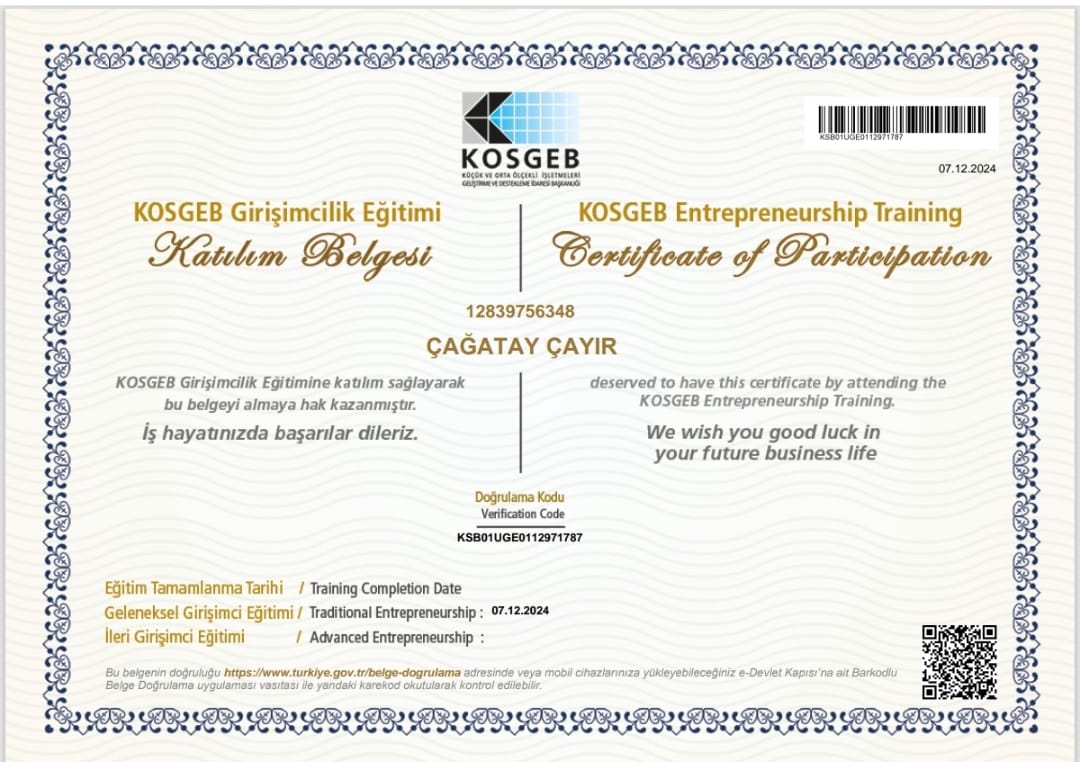 KOSGEB
KÜÇÜK VE ORTA ÖLÇEKLİ İŞLETMELERİ
GELİŞTİRME VE DESTEKLEME İDARESİ BAŞKANLIĞI
KSB01UGE0112971787
07.12.2024
KOSGEB Girişimcilik Eğitimi
Katılım Belgesi
KOSGEB Entrepreneurship Training
Certificate of Participation
12839756348
ÇAĞATAY ÇAYIR
KOSGEB Girişimcilik Eğitimine katılım sağlayarak
bu belgeyi almaya hak kazanmıştır.
İş hayatınızda başarılar dileriz.
deserved to have this certificate by attending the
KOSGEB Entrepreneurship Training.
We wish you good luck in
your future business life
Doğrulama Kodu
Verification Code
KSB01UGE0112971787
Eğitim Tamamlanma Tarihi / Training Completion Date
Geleneksel Girişimci Eğitimi / Traditional Entrepreneurship : 07.12.2024
İleri Girişimci Eğitimi / Advanced Entrepreneurship :
Bu belgenin doğruluğu https://www.turkiye.gov.tr/belge-dogrulama adresinde veya mobil cihazlarınıza yükleyebileceğiniz e-Devlet Kapısı'na ait Barkodlu
Belge Doğrulama uygulaması vasıtası ile yandaki karekod okutularak kontrol edilebilir.